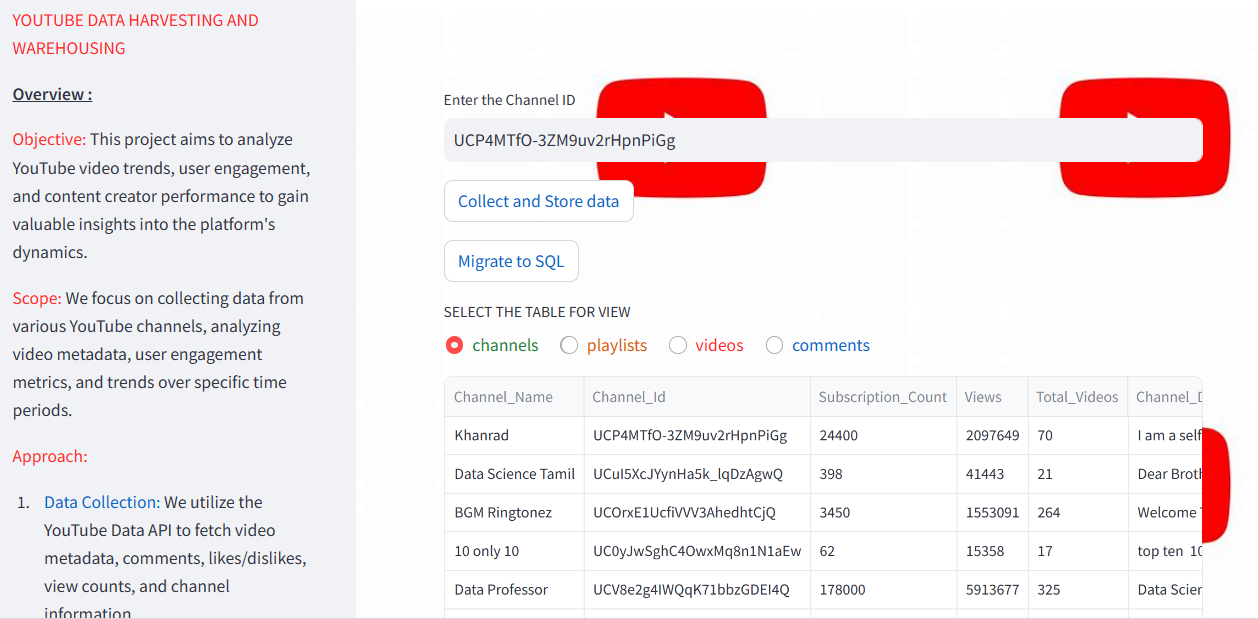 YOUTUBE DATA HARVESTING AND
WAREHOUSING
Overview :
Objective: This project aims to analyze
YouTube video trends, user engagement,
and content creator performance to gain
valuable insights into the platform's
dynamics.
Scope: We focus on collecting data from
various YouTube channels, analyzing
video metadata, user engagement
metrics, and trends over specific time
periods.
Approach:
1. Data Collection: We utilize the
YouTube Data API to fetch video
metadata, comments, likes/dislikes,
view counts, and channel
information
Enter the Channel ID
UCP4MTfO-3ZM9uv2rHpnPiGg
Collect and Store data
Migrate to SQL
SELECT THE TABLE FOR VIEW
channels playlists videos comments
Channel_Name Channel_Id Subscription_Count Views Total_Videos Channel_D
Khanrad UCP4MTfO-3ZM9uv2rHpnPiGg 24400 2097649 70 I am a self
Data Science Tamil UCuI5XcJYynHa5k_lqDzAgwQ 398 41443 21 Dear Broth
BGM Ringtonez UCOrxE1UcfiVVV3AhedhtCjQ 3450 1553091 264 Welcome
10 only 10 UC0yJwSghC4OwxMq8n1N1aEw 62 15358 17 top ten 10
Data Professor UCV8e2g4IWQqK71bbzGDEI4Q 178000 5913677 325 Data Scien